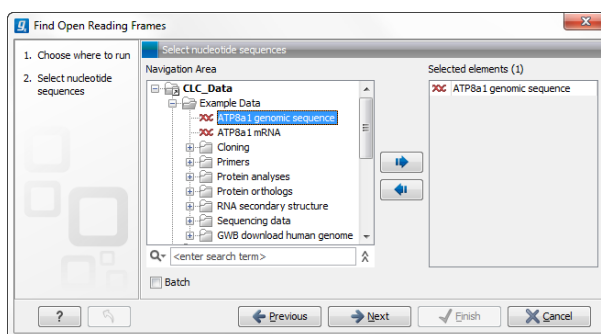 Find Open Reading Frames
1. Choose where to run
2. Select nucleotide
sequences
Select nucleotide sequences
Navigation Area
CLC_Data
Example Data
ATP8a1 genomic sequence
ATP8a1 mRNA
Cloning
Primers
Protein analyses
Protein orthologs
RNA secondary structure
Sequencing data
GWB download human genome
<enter search term>
Batch
Selected elements (1)
ATP8a1 genomic sequence
?
Previous
Next
Finish
Cancel